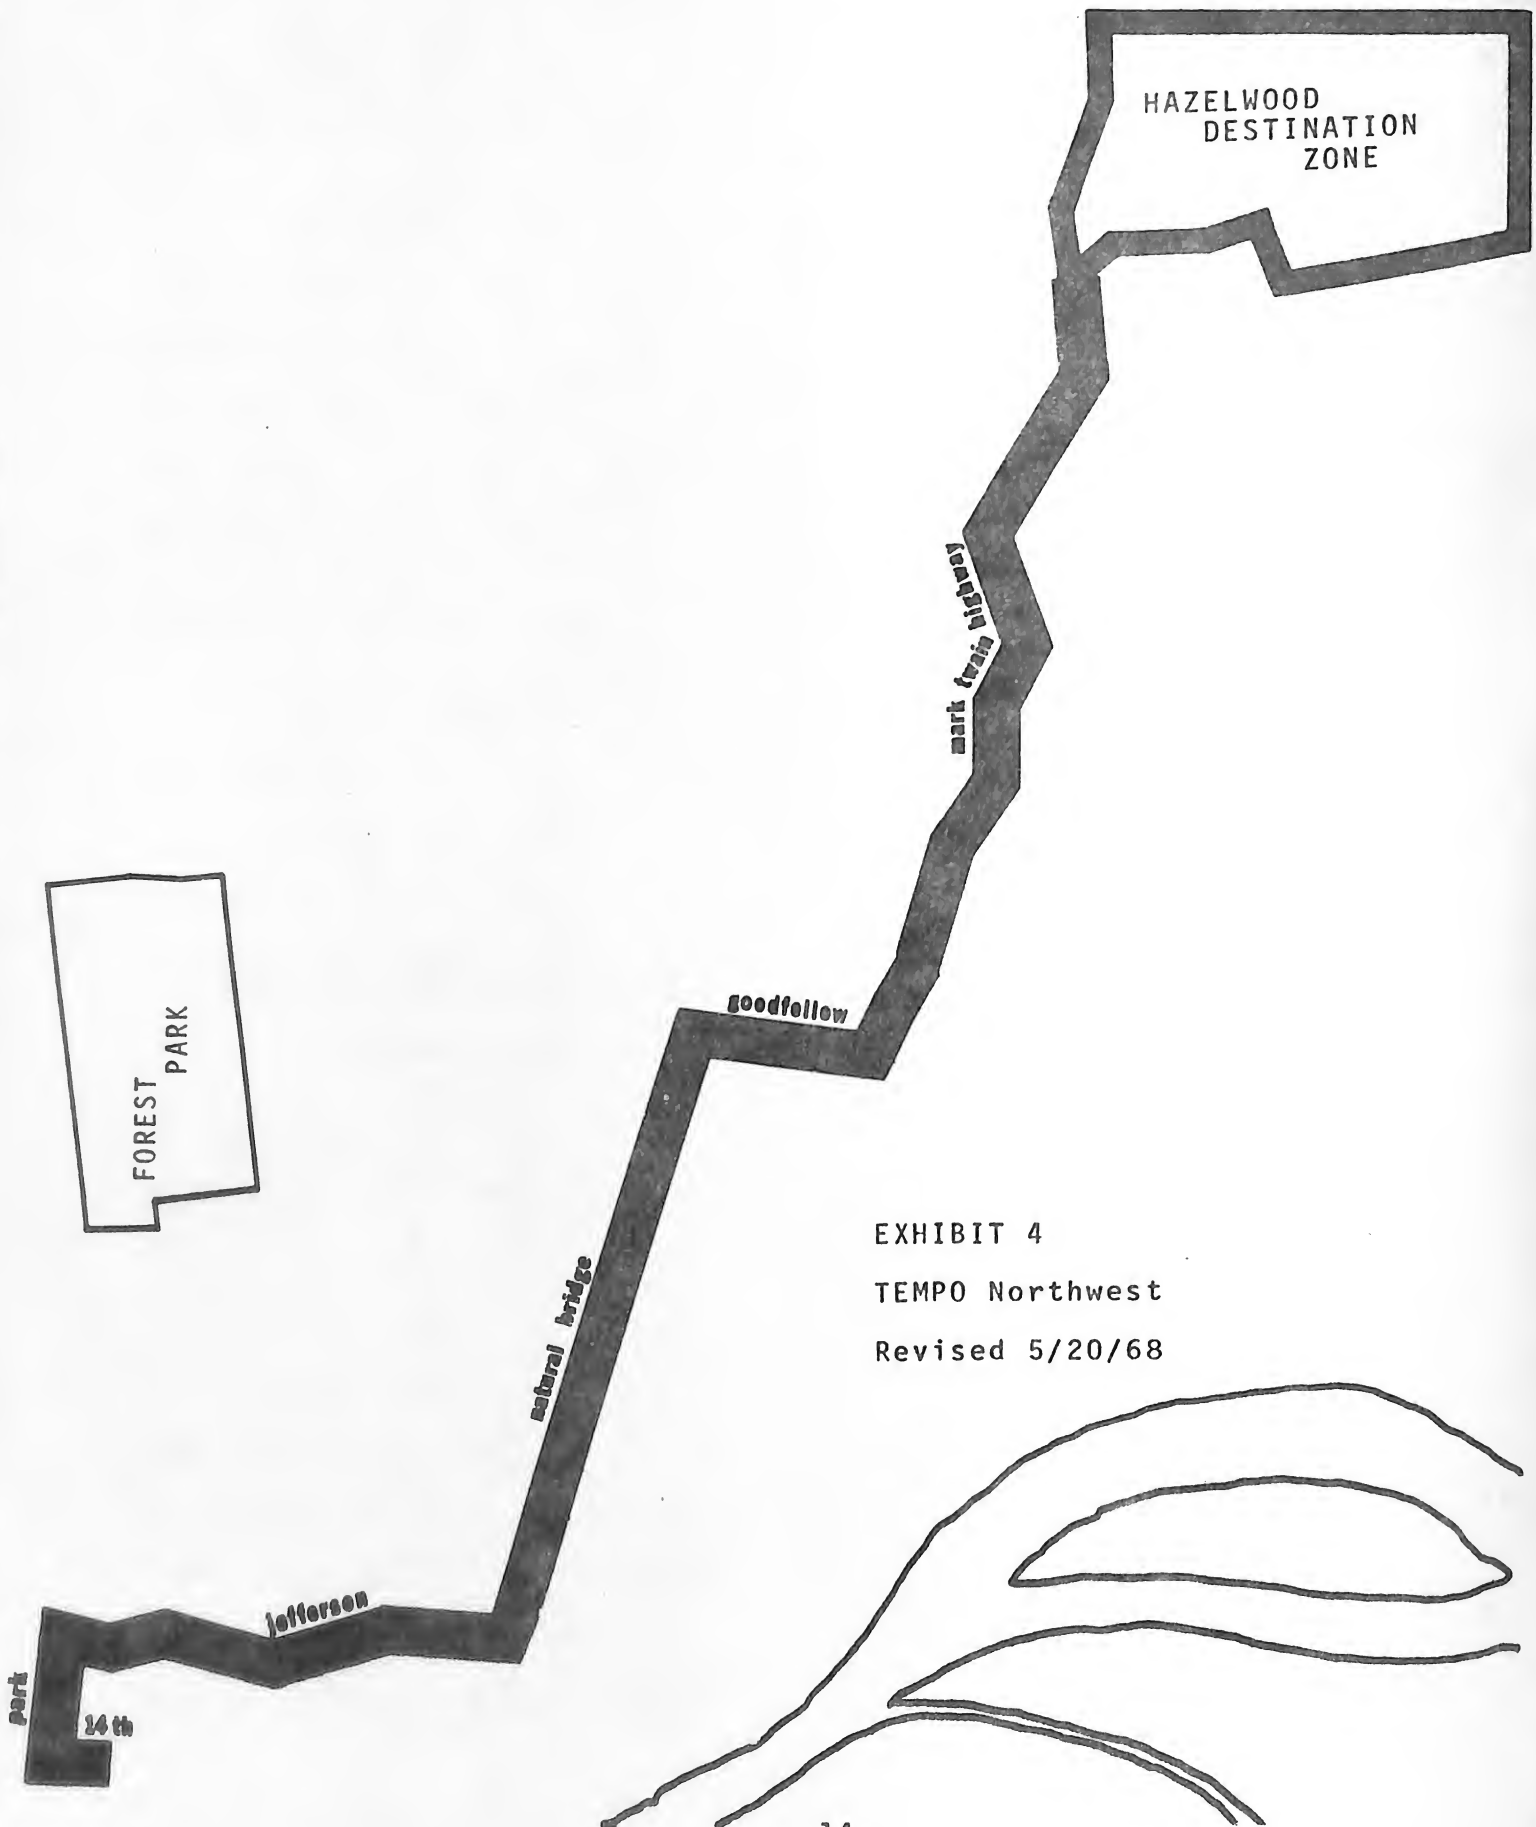 HAZELWOOD
DESTINATION
ZONE
mark twain highway
goodfellow
FOREST
PARK
natural bridge
EXHIBIT 4
TEMPO Northwest
Revised 5/20/68
jefferson
park
14th